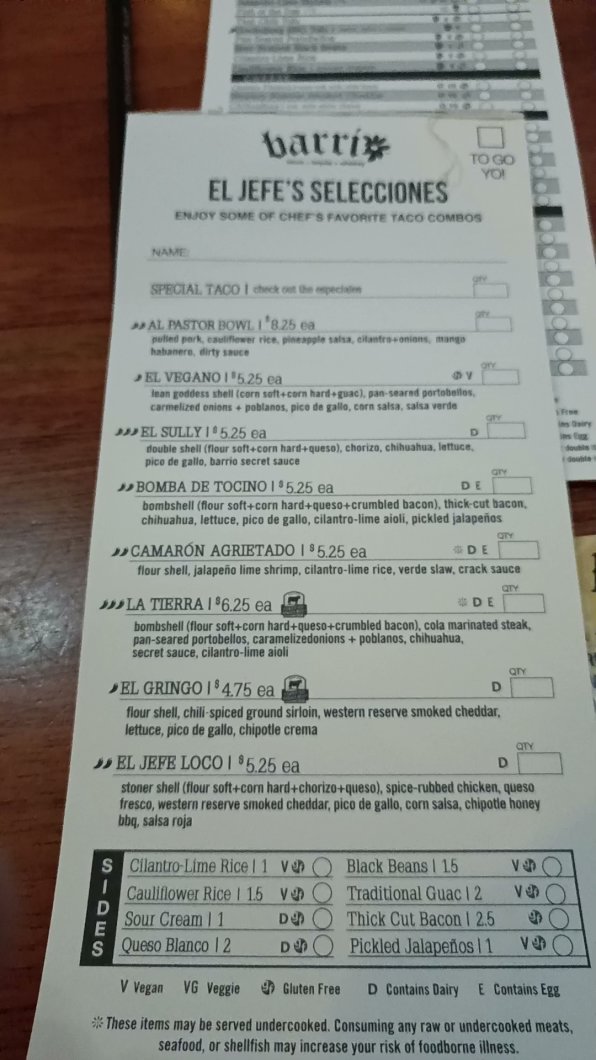 barrio
TO GO
YO!
EL JEFE'S SELECCIONES
ENJOY SOME OF CHEF'S FAVORITE TACO COMBOS
NAME:
SPECIAL TACO | check out the especiales QTY
AL PASTOR BOWL | $8.25 ea QTY
pulled pork, cauliflower rice, pineapple salsa, cilantro+onions, mango
habanero, dirty sauce
EL VEGANO | $5.25 ea V QTY
lean goddess shell (corn soft+corn hard+guac), pan-seared portobellos,
carmelized onions + poblanos, pico de gallo, corn salsa, salsa verde
EL SULLY | $5.25 ea D QTY
double shell (flour soft+corn hard+queso), chorizo, chihuahua, lettuce,
pico de gallo, barrio secret sauce
BOMBA DE TOCINO | $5.25 ea D E QTY
bombshell (flour soft+corn hard+queso+crumbled bacon), thick-cut bacon,
chihuahua, lettuce, pico de gallo, cilantro-lime aioli, pickled jalapeños
CAMARÓN AGRIETADO | $5.25 ea D E QTY
flour shell, jalapeño lime shrimp, cilantro-lime rice, verde slaw, crack sauce
LA TIERRA | $6.25 ea D E QTY
bombshell (flour soft+corn hard+queso+crumbled bacon), cola marinated steak,
pan-seared portobellos, caramelizedonions + poblanos, chihuahua,
secret sauce, cilantro-lime aioli
EL GRINGO | $4.75 ea D QTY
flour shell, chili-spiced ground sirloin, western reserve smoked cheddar,
lettuce, pico de gallo, chipotle crema
EL JEFE LOCO | $5.25 ea D QTY
stoner shell (flour soft+corn hard+chorizo+queso), spice-rubbed chicken, queso
fresco, western reserve smoked cheddar, pico de gallo, corn salsa, chipotle honey
bbq, salsa roja
SIDES
Cilantro-Lime Rice | 1 V Black Beans | 1.5 V
Cauliflower Rice | 1.5 V Traditional Guac | 2 V
Sour Cream | 1 D Thick Cut Bacon | 2.5
Queso Blanco | 2 D Pickled Jalapeños | 1 V
V Vegan VG Veggie GF Gluten Free D Contains Dairy E Contains Egg
These items may be served undercooked. Consuming any raw or undercooked meats,
seafood, or shellfish may increase your risk of foodborne illness.
Free
Dairy
Egg
double
double